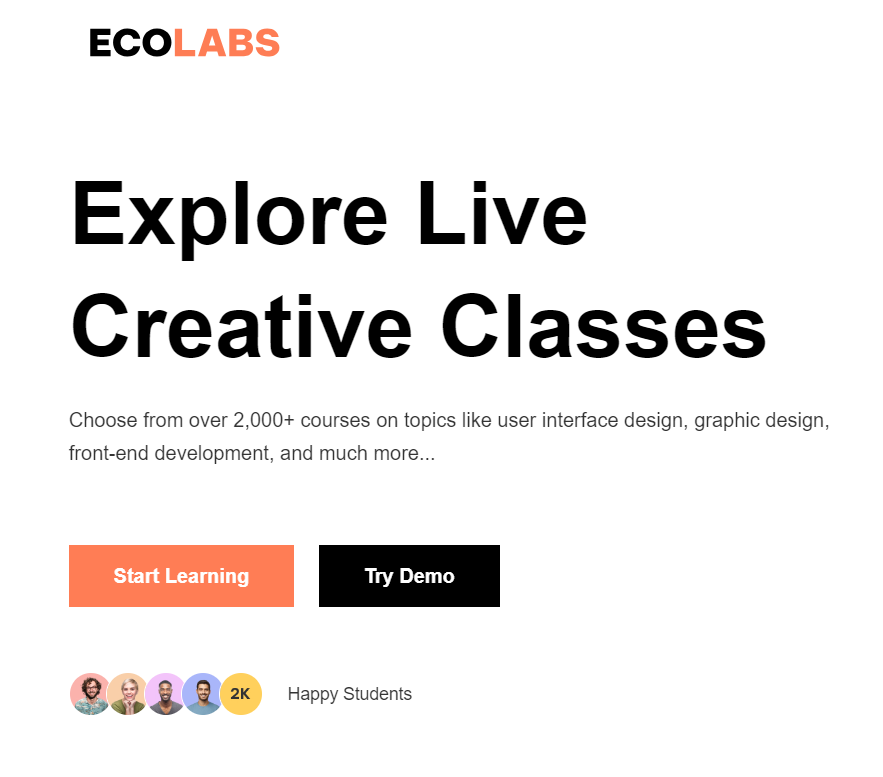 ECOLABS
Explore Live
Creative Classes
Choose from over 2,000+ courses on topics like user interface design, graphic design,
front-end development, and much more...
Start Learning
Try Demo
2K
Happy Students